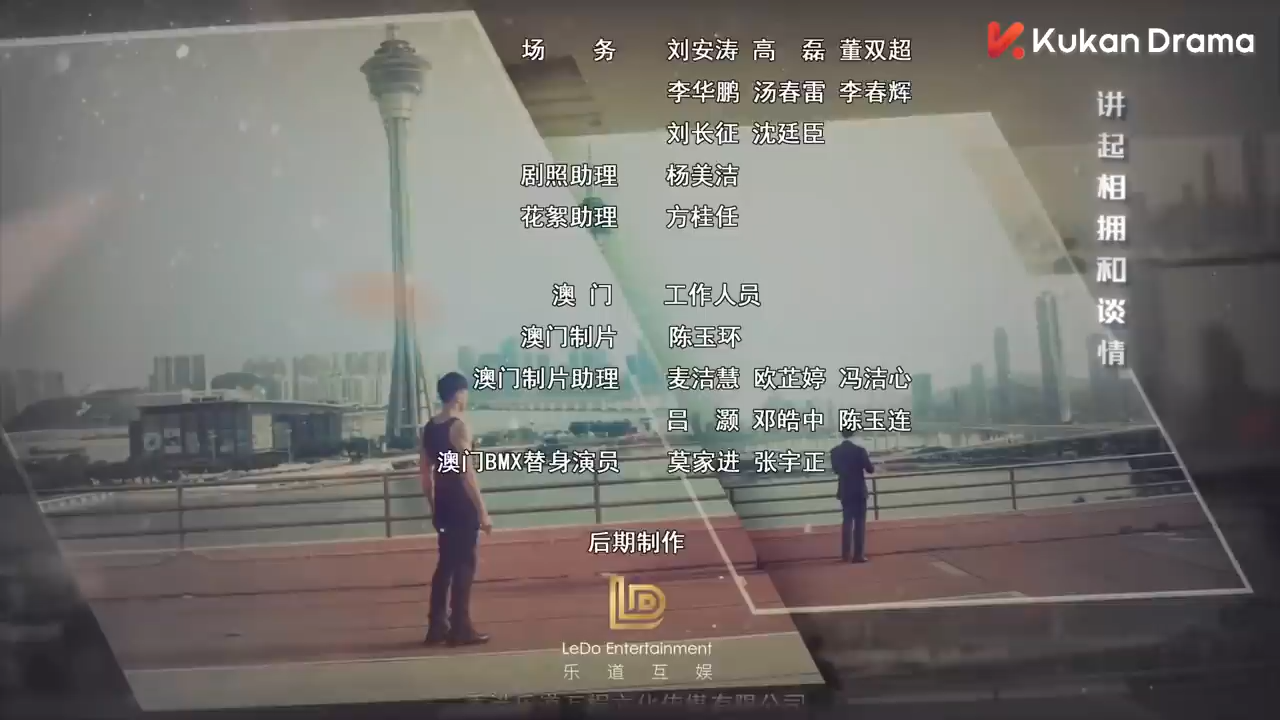 Kukan Drama
场 务 刘安涛 高 磊 董双超
李华鹏 汤春雷 李春辉
刘长征 沈廷臣
剧照助理 杨美洁
花絮助理 方桂任
澳 门 工作人员
澳门制片 陈玉环
澳门制片助理 麦洁慧 欧芷婷 冯洁心
吕 灏 邓皓中 陈玉连
澳门BMX替身演员 莫家进 张宇正
后期制作
LeDo Entertainment
乐道互娱
讲起相拥和谈情